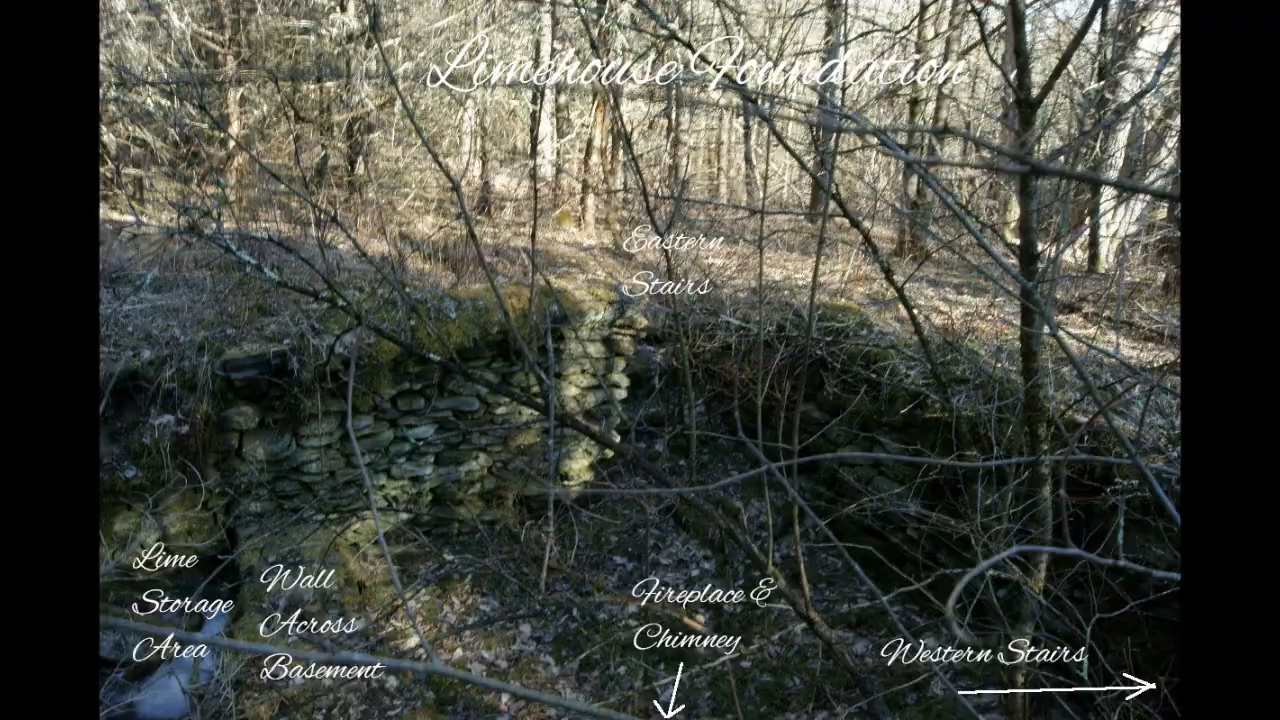 Limehouse Foundation
Eastern
Stairs
Lime
Storage
Area
Wall
Across
Basement
Fireplace &
Chimney
Western Stairs